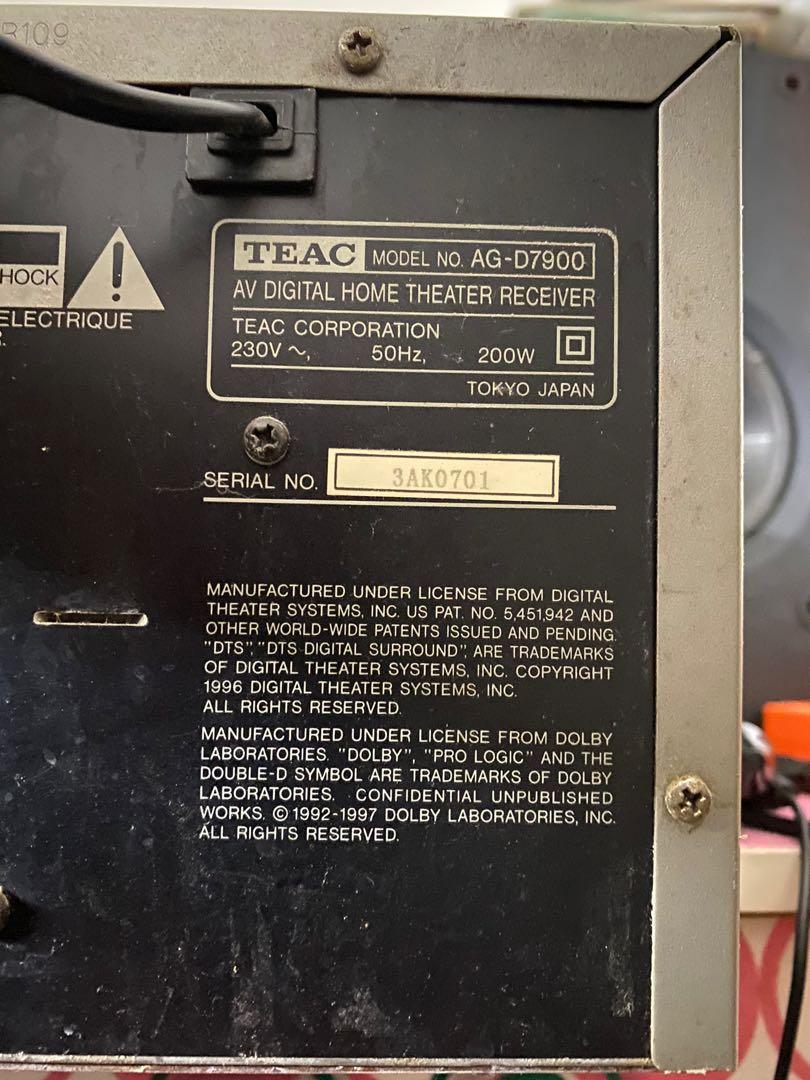 R109
HOCK
ELECTRIQUE
TEAC MODEL NO. AG-D7900
AV DIGITAL HOME THEATER RECEIVER
TEAC CORPORATION
230V ~, 50Hz, 200W
TOKYO JAPAN
SERIAL NO. 3AK0701
MANUFACTURED UNDER LICENSE FROM DIGITAL
THEATER SYSTEMS, INC. US PAT. NO. 5,451,942 AND
OTHER WORLD-WIDE PATENTS ISSUED AND PENDING.
"DTS", "DTS DIGITAL SURROUND", ARE TRADEMARKS
OF DIGITAL THEATER SYSTEMS, INC. COPYRIGHT
1996 DIGITAL THEATER SYSTEMS, INC.
ALL RIGHTS RESERVED.
MANUFACTURED UNDER LICENSE FROM DOLBY
LABORATORIES. "DOLBY", "PRO LOGIC" AND THE
DOUBLE-D SYMBOL ARE TRADEMARKS OF DOLBY
LABORATORIES. CONFIDENTIAL UNPUBLISHED
WORKS. © 1992-1997 DOLBY LABORATORIES, INC.
ALL RIGHTS RESERVED.